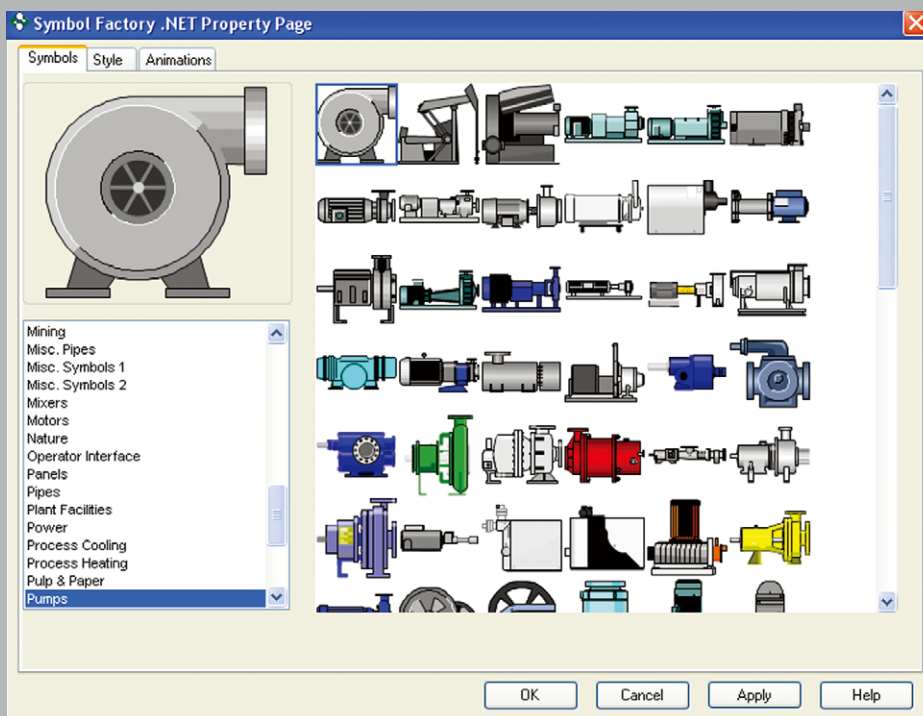 Symbol Factory .NET Property Page
Symbols Style Animations
Mining
Misc. Pipes
Misc. Symbols 1
Misc. Symbols 2
Mixers
Motors
Nature
Operator Interface
Panels
Pipes
Plant Facilities
Power
Process Cooling
Process Heating
Pulp & Paper
Pumps
OK Cancel Apply Help